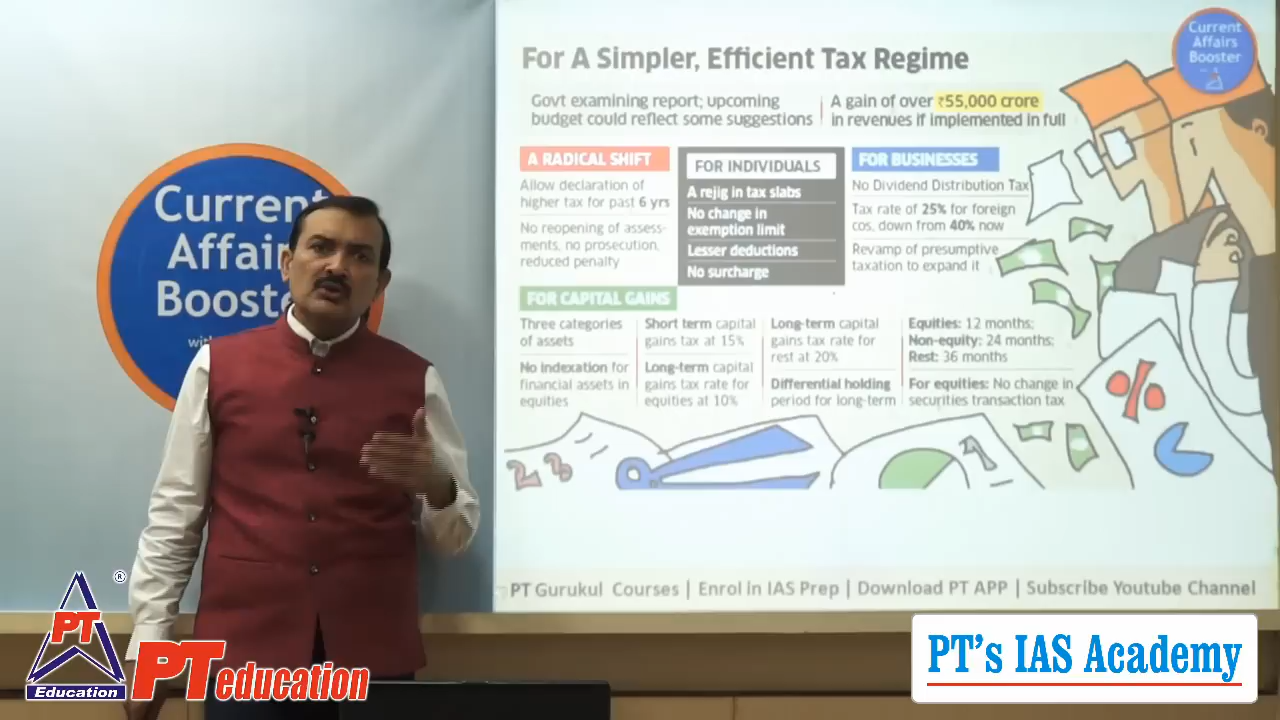 For A Simpler, Efficient Tax Regime
Govt examining report; upcoming
budget could reflect some suggestions
A gain of over ₹55,000 crore
in revenues if implemented in full
Current
Affairs
Booster
A RADICAL SHIFT
Allow declaration of
higher tax for past 6 yrs
No reopening of assess-
ments, no prosecution,
reduced penalty
FOR INDIVIDUALS
A rejig in tax slabs
No change in
exemption limit
Lesser deductions
No surcharge
FOR BUSINESSES
No Dividend Distribution Tax
Tax rate of 25% for foreign
cos, down from 40% now
Revamp of presumptive
taxation to expand it
FOR CAPITAL GAINS
Three categories
of assets
No indexation for
financial assets in
equities
Short term capital
gains tax at 15%
Long-term capital
gains tax rate for
equities at 10%
Long-term capital
gains tax rate for
rest at 20%
Differential holding
period for long-term
Equities: 12 months;
Non-equity: 24 months;
Rest: 36 months
For equities: No change in
securities transaction tax
%
23
PT Gurukul Courses | Enrol in IAS Prep | Download PT APP | Subscribe Youtube Channel
Current
Affair
Booste
wit
PT
Education
®
PT education
PT's IAS Academy